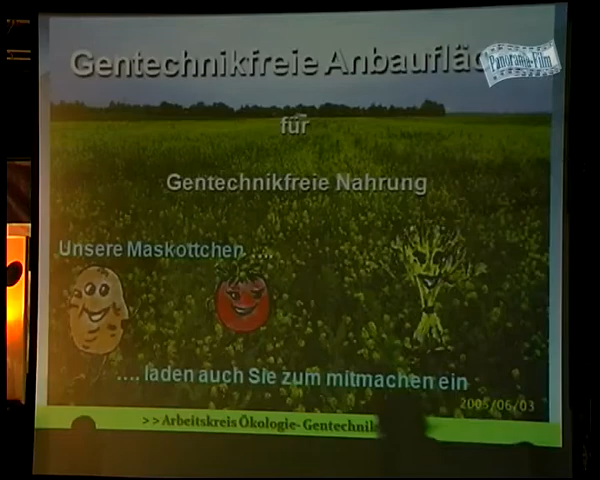 Gentechnikfreie Anbaufläc
Panorama-Film
für
Gentechnikfreie Nahrung
Unsere Maskottchen ....
.... laden auch Sie zum mitmachen ein
2005/06/03
>> Arbeitskreis Ökologie- Gentechnik